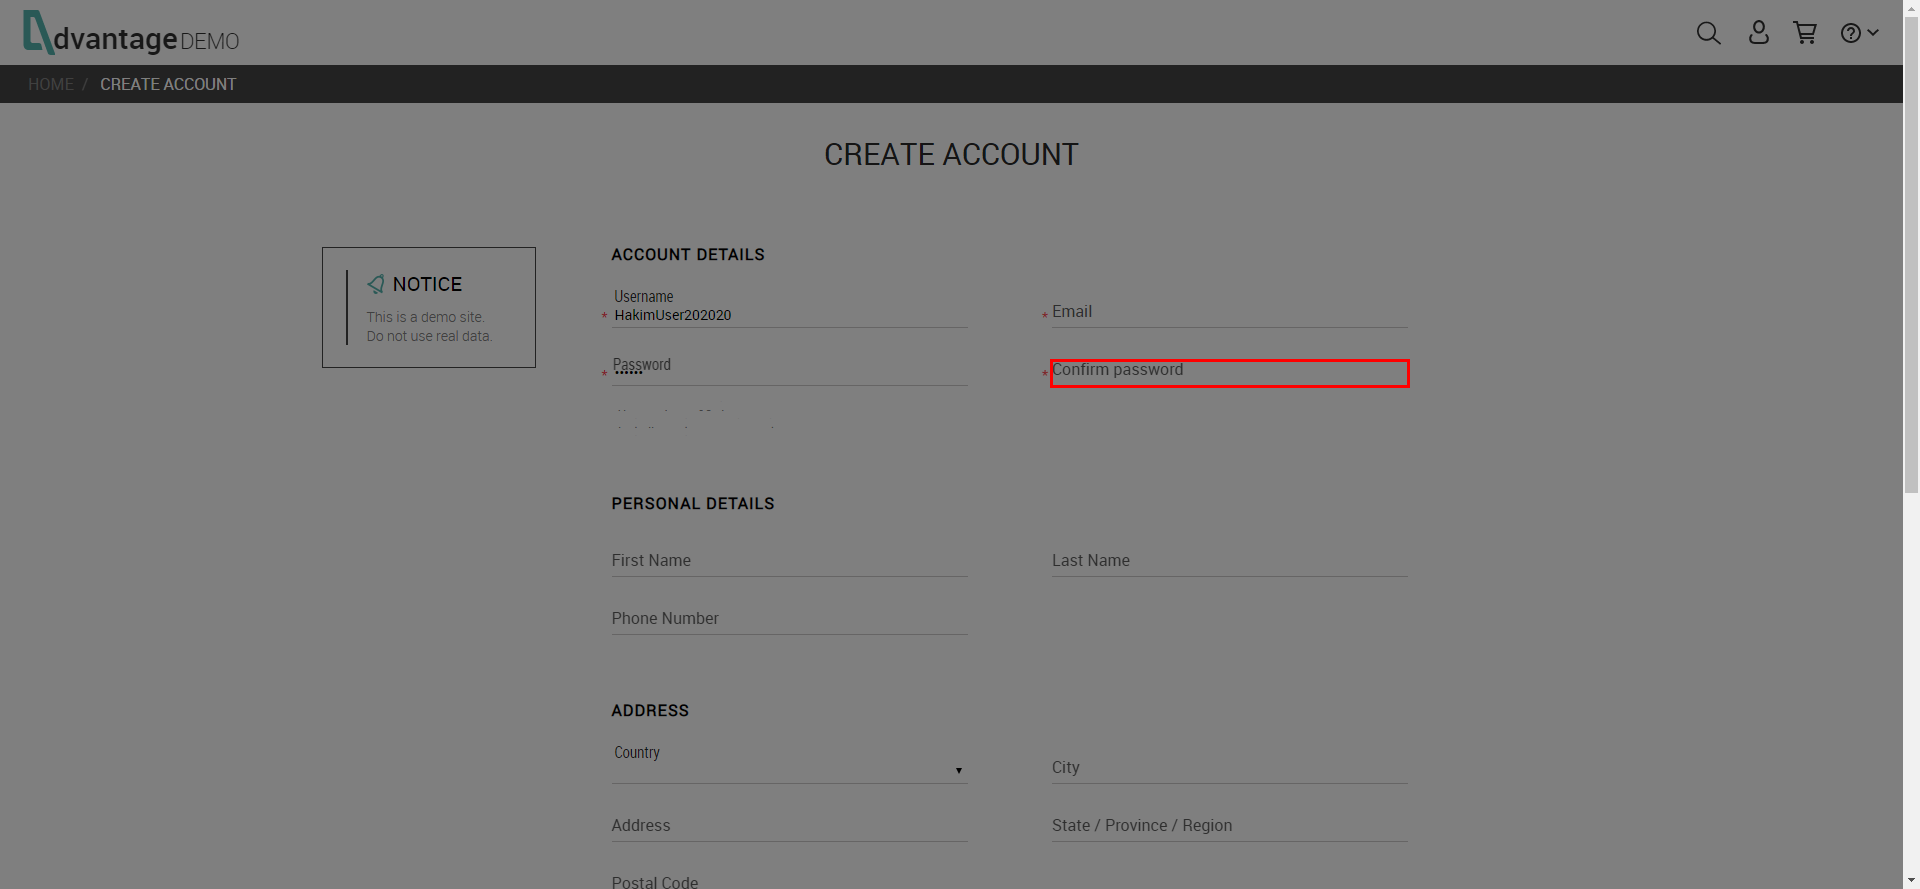 dvantage DEMO
HOME / CREATE ACCOUNT
CREATE ACCOUNT
NOTICE
This is a demo site.
Do not use real data.
ACCOUNT DETAILS
Username
* HakimUser202020
* Email
Password
* ••••••
* Confirm password
PERSONAL DETAILS
First Name
Last Name
Phone Number
ADDRESS
Country
City
Address
State / Province / Region
Postal Code